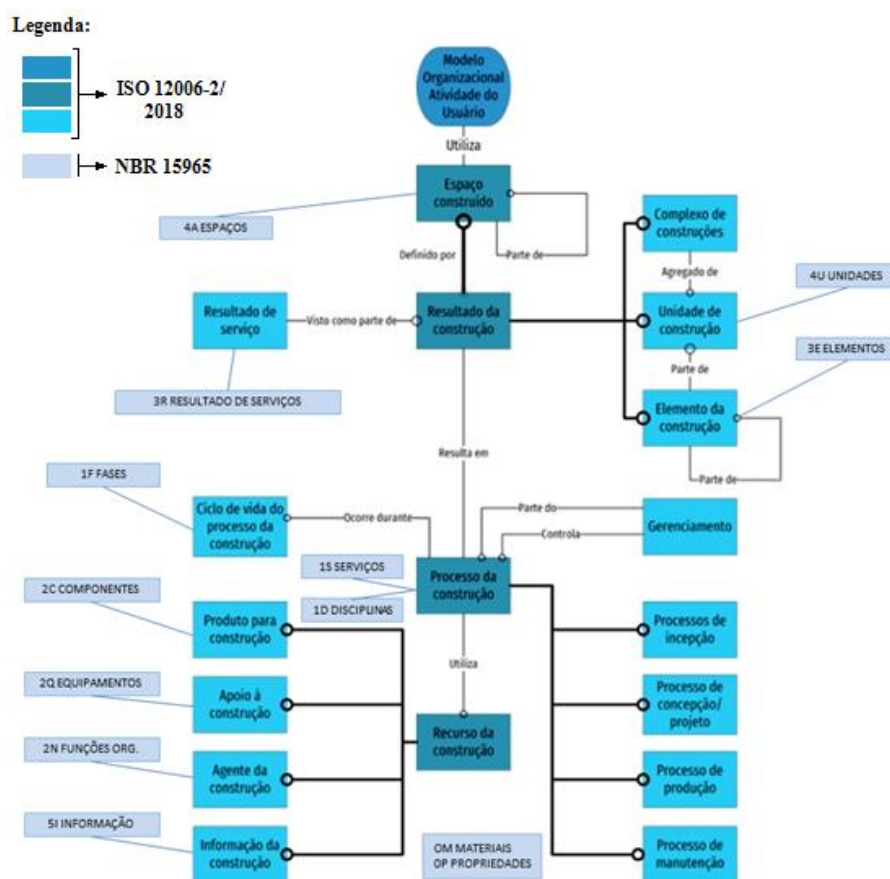 Legenda:
ISO 12006-2/
2018
NBR 15965
Modelo
Organizacional
Atividade do
Usuário
Utiliza
Espaço
construído
4A ESPAÇOS
Definido por
Parte de
Complexo de
construções
Agregado de
4U UNIDADES
Resultado de
serviço
Visto como parte de
Resultado da
construção
Unidade de
construção
3E ELEMENTOS
Parte de
3R RESULTADO DE SERVIÇOS
Elemento da
construção
Resulta em
Parte de
1F FASES
Ciclo de vida do
processo da
construção
Ocorre durante
Parte do
Controla
Gerenciamento
1S SERVIÇOS
1D DISCIPLINAS
Processo da
construção
2C COMPONENTES
Produto para
construção
Processos de
incepção
Utiliza
2Q EQUIPAMENTOS
Apoio à
construção
Recurso da
construção
Processo de
concepção/
projeto
2N FUNÇÕES ORG.
Agente da
construção
Processo de
produção
5I INFORMAÇÃO
Informação da
construção
OM MATERIAIS
OP PROPRIEDADES
Processo de
manutenção